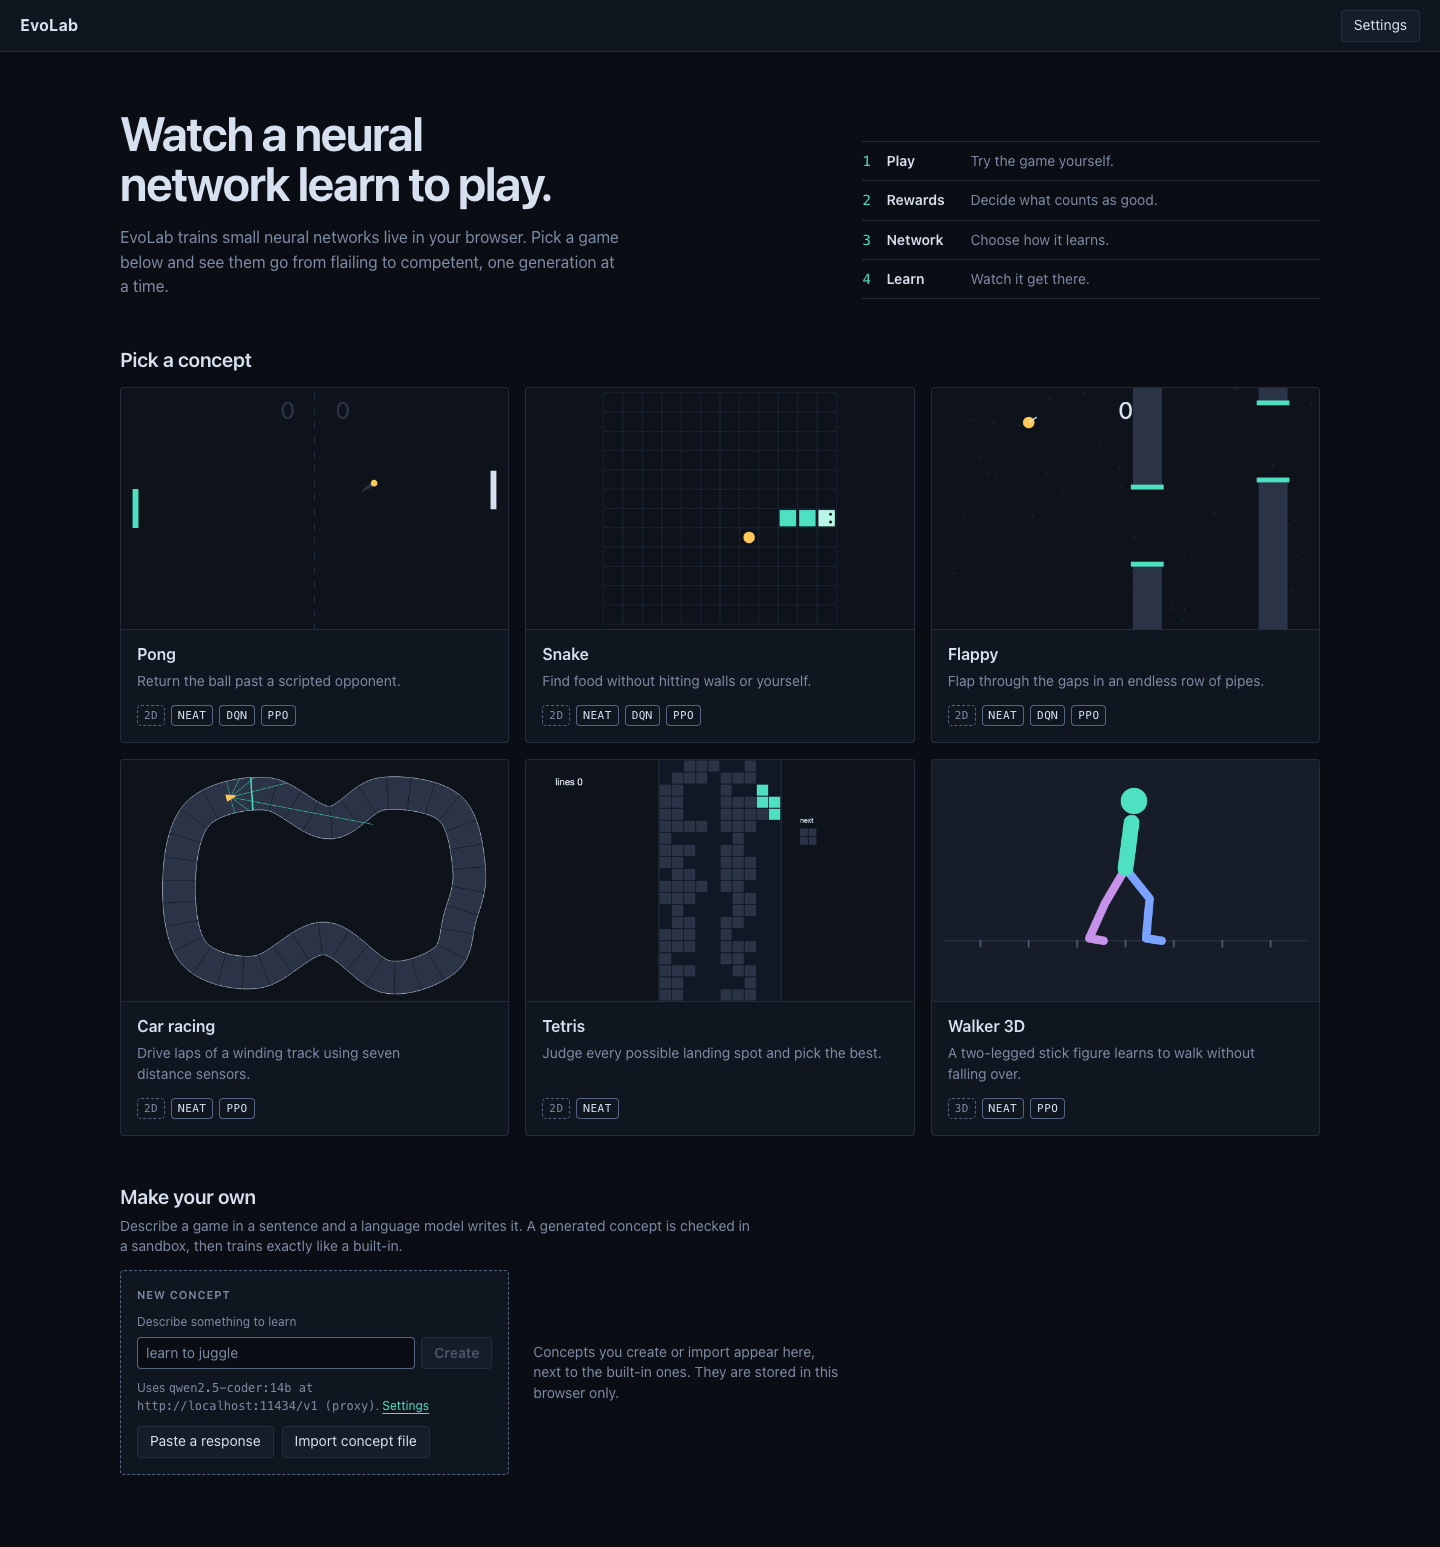 EvoLab
Settings
Watch a neural
network learn to play.
EvoLab trains small neural networks live in your browser. Pick a game
below and see them go from flailing to competent, one generation at
a time.
1 Play Try the game yourself.
2 Rewards Decide what counts as good.
3 Network Choose how it learns.
4 Learn Watch it get there.
Pick a concept
0 0
0
Pong
Return the ball past a scripted opponent.
2D NEAT DQN PPO
Snake
Find food without hitting walls or yourself.
2D NEAT DQN PPO
Flappy
Flap through the gaps in an endless row of pipes.
2D NEAT DQN PPO
lines 0
next
Car racing
Drive laps of a winding track using seven
distance sensors.
2D NEAT PPO
Tetris
Judge every possible landing spot and pick the best.
2D NEAT
Walker 3D
A two-legged stick figure learns to walk without
falling over.
3D NEAT PPO
Make your own
Describe a game in a sentence and a language model writes it. A generated concept is checked in
a sandbox, then trains exactly like a built-in.
NEW CONCEPT
Describe something to learn
learn to juggle
Create
Uses qwen2.5-coder:14b at
http://localhost:11434/v1 (proxy). Settings
Paste a response
Import concept file
Concepts you create or import appear here,
next to the built-in ones. They are stored in this
browser only.